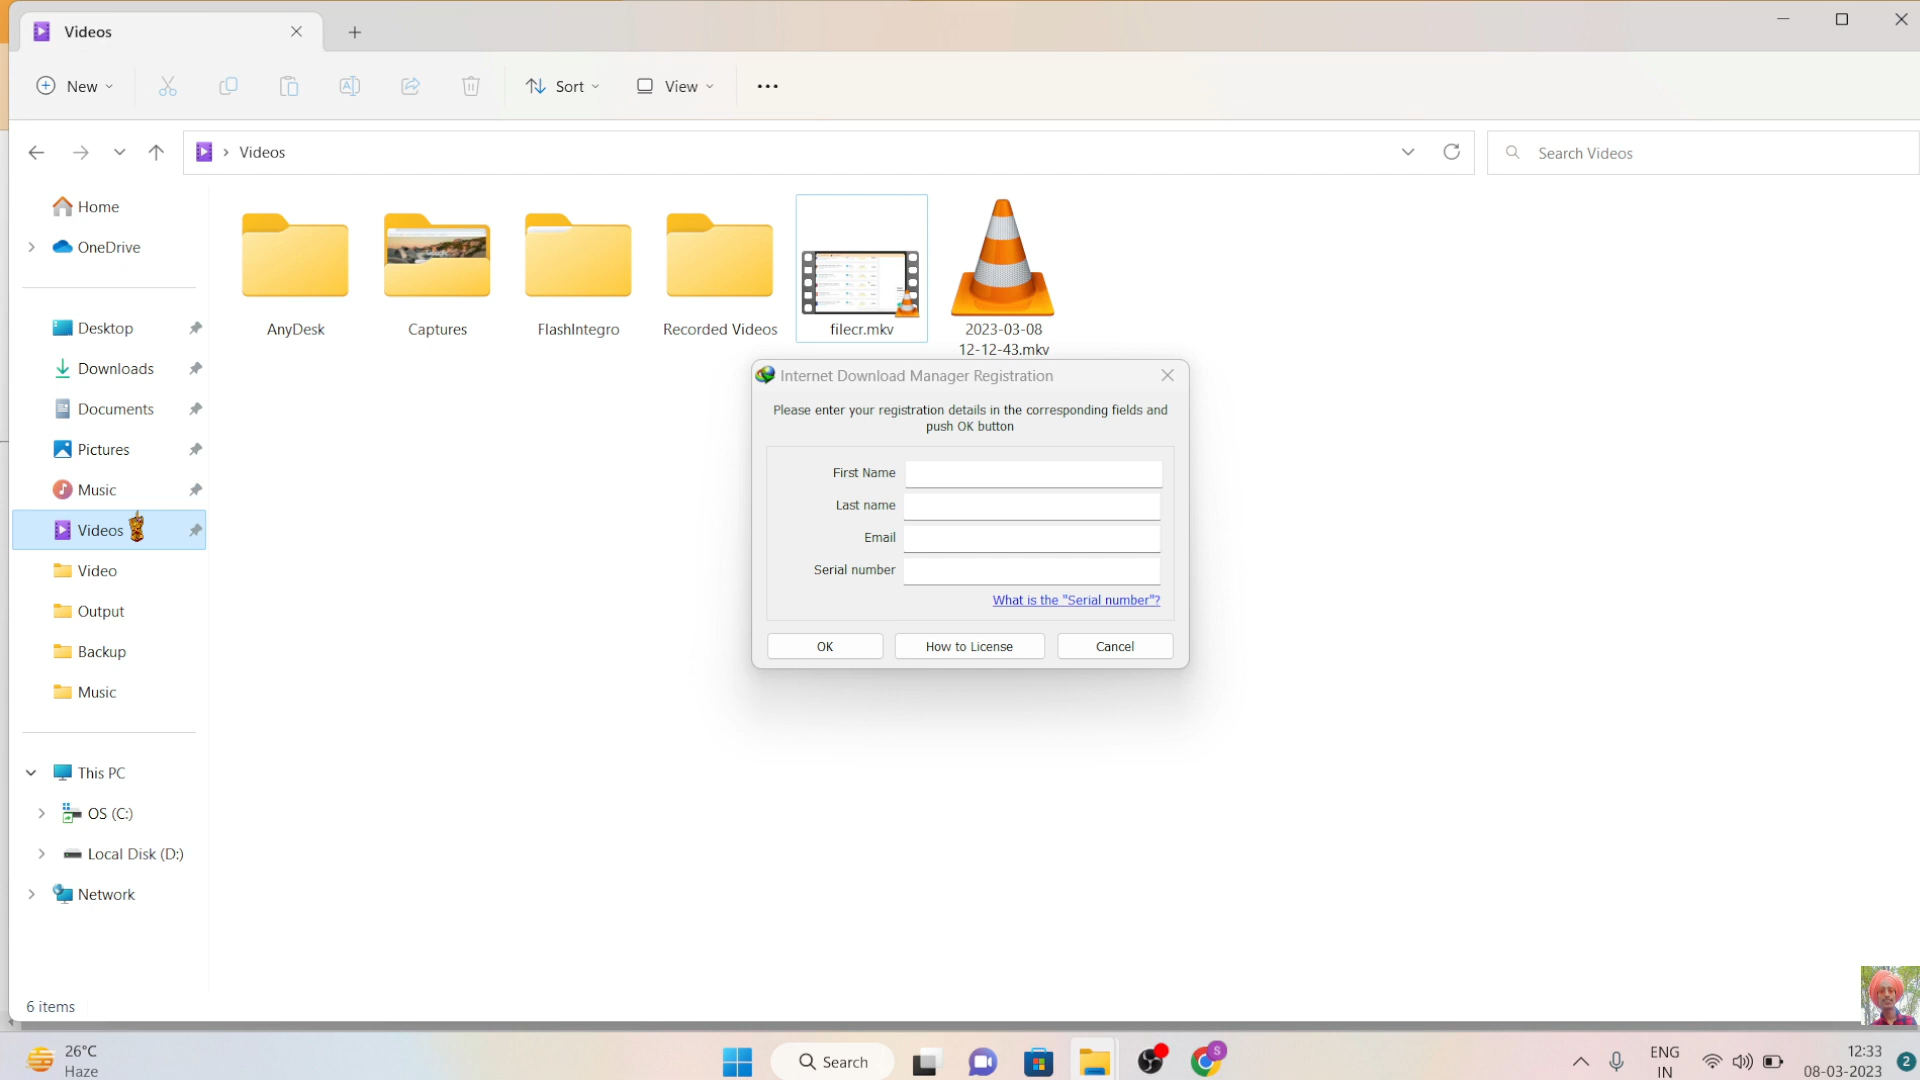 Videos
New
Sort
View
Videos
Search Videos
Home
OneDrive
Desktop
Downloads
Documents
Pictures
Music
Videos
Video
Output
Backup
Music
This PC
OS (C:)
Local Disk (D:)
Network
AnyDesk
Captures
FlashIntegro
Recorded Videos
filecr.mkv
2023-03-08
12-12-43.mkv
Internet Download Manager Registration
Please enter your registration details in the corresponding fields and
push OK button
First Name
Last name
Email
Serial number
What is the "Serial number"?
OK
How to License
Cancel
6 items
26°C
Haze
Search
S
ENG
IN
12:33
08-03-2023
2